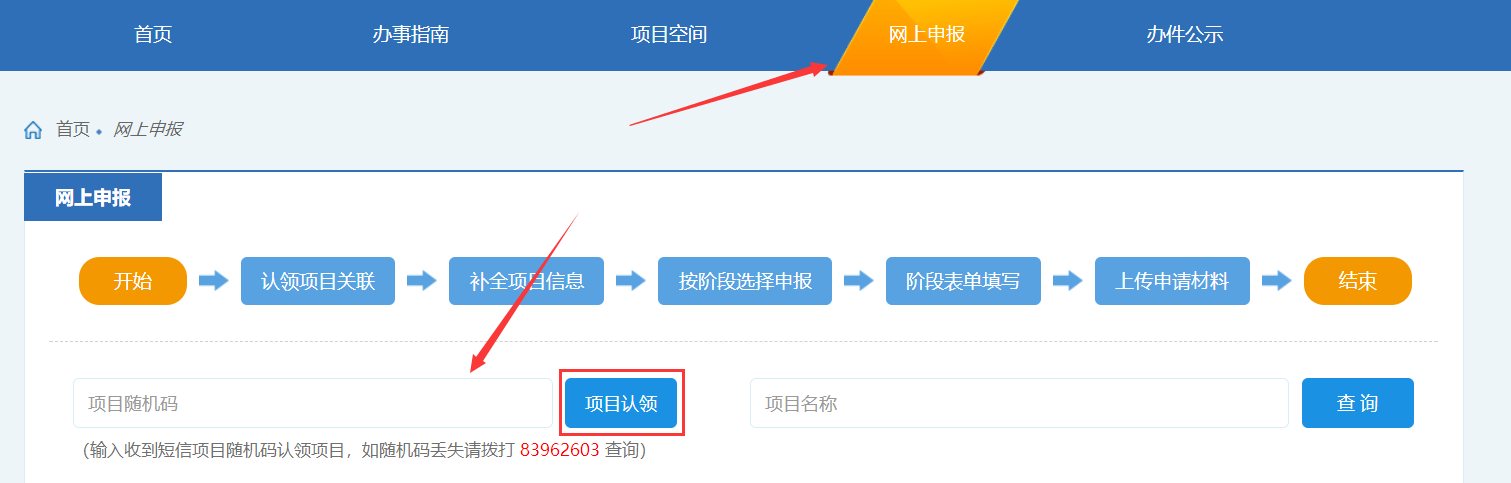 首页 办事指南 项目空间 网上申报 办件公示
首页 网上申报
网上申报
开始 认领项目关联 补全项目信息 按阶段选择申报 阶段表单填写 上传申请材料 结束
项目随机码 项目认领 项目名称 查 询
（输入收到短信项目随机码认领项目，如随机码丢失请拨打 83962603 查询）